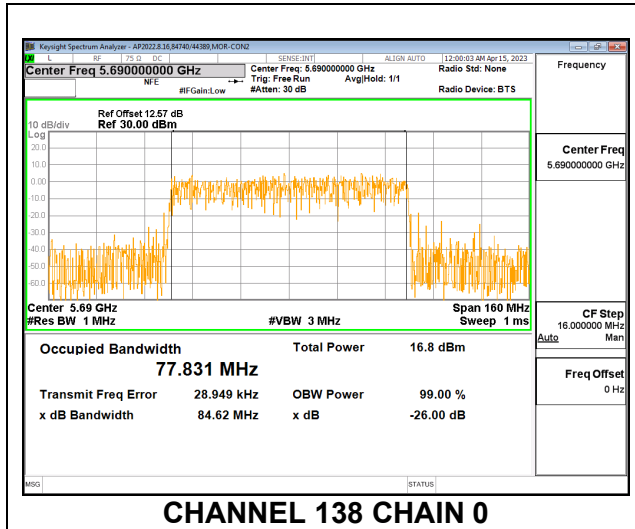 Keysight Spectrum Analyzer - AP2022.8.16,84740/44389,MOR-CON2
L RF 75 Ω DC SENSE:INT ALIGN AUTO 12:00:03 AM Apr 15, 2023
Center Freq 5.690000000 GHz
NFE
#IFGain:Low
Center Freq: 5.690000000 GHz
Trig: Free Run Avg|Hold: 1/1
#Atten: 30 dB
Radio Std: None
Radio Device: BTS
Frequency
Ref Offset 12.57 dB
10 dB/div Ref 30.00 dBm
Log
20.0
10.0
0.00
-10.0
-20.0
-30.0
-40.0
-50.0
-60.0
Center Freq
5.690000000 GHz
Center 5.69 GHz Span 160 MHz
#Res BW 1 MHz #VBW 3 MHz Sweep 1 ms
CF Step
16.000000 MHz
Auto Man
Freq Offset
0 Hz
Occupied Bandwidth Total Power 16.8 dBm
77.831 MHz
Transmit Freq Error 28.949 kHz OBW Power 99.00 %
x dB Bandwidth 84.62 MHz x dB -26.00 dB
MSG STATUS
CHANNEL 138 CHAIN 0